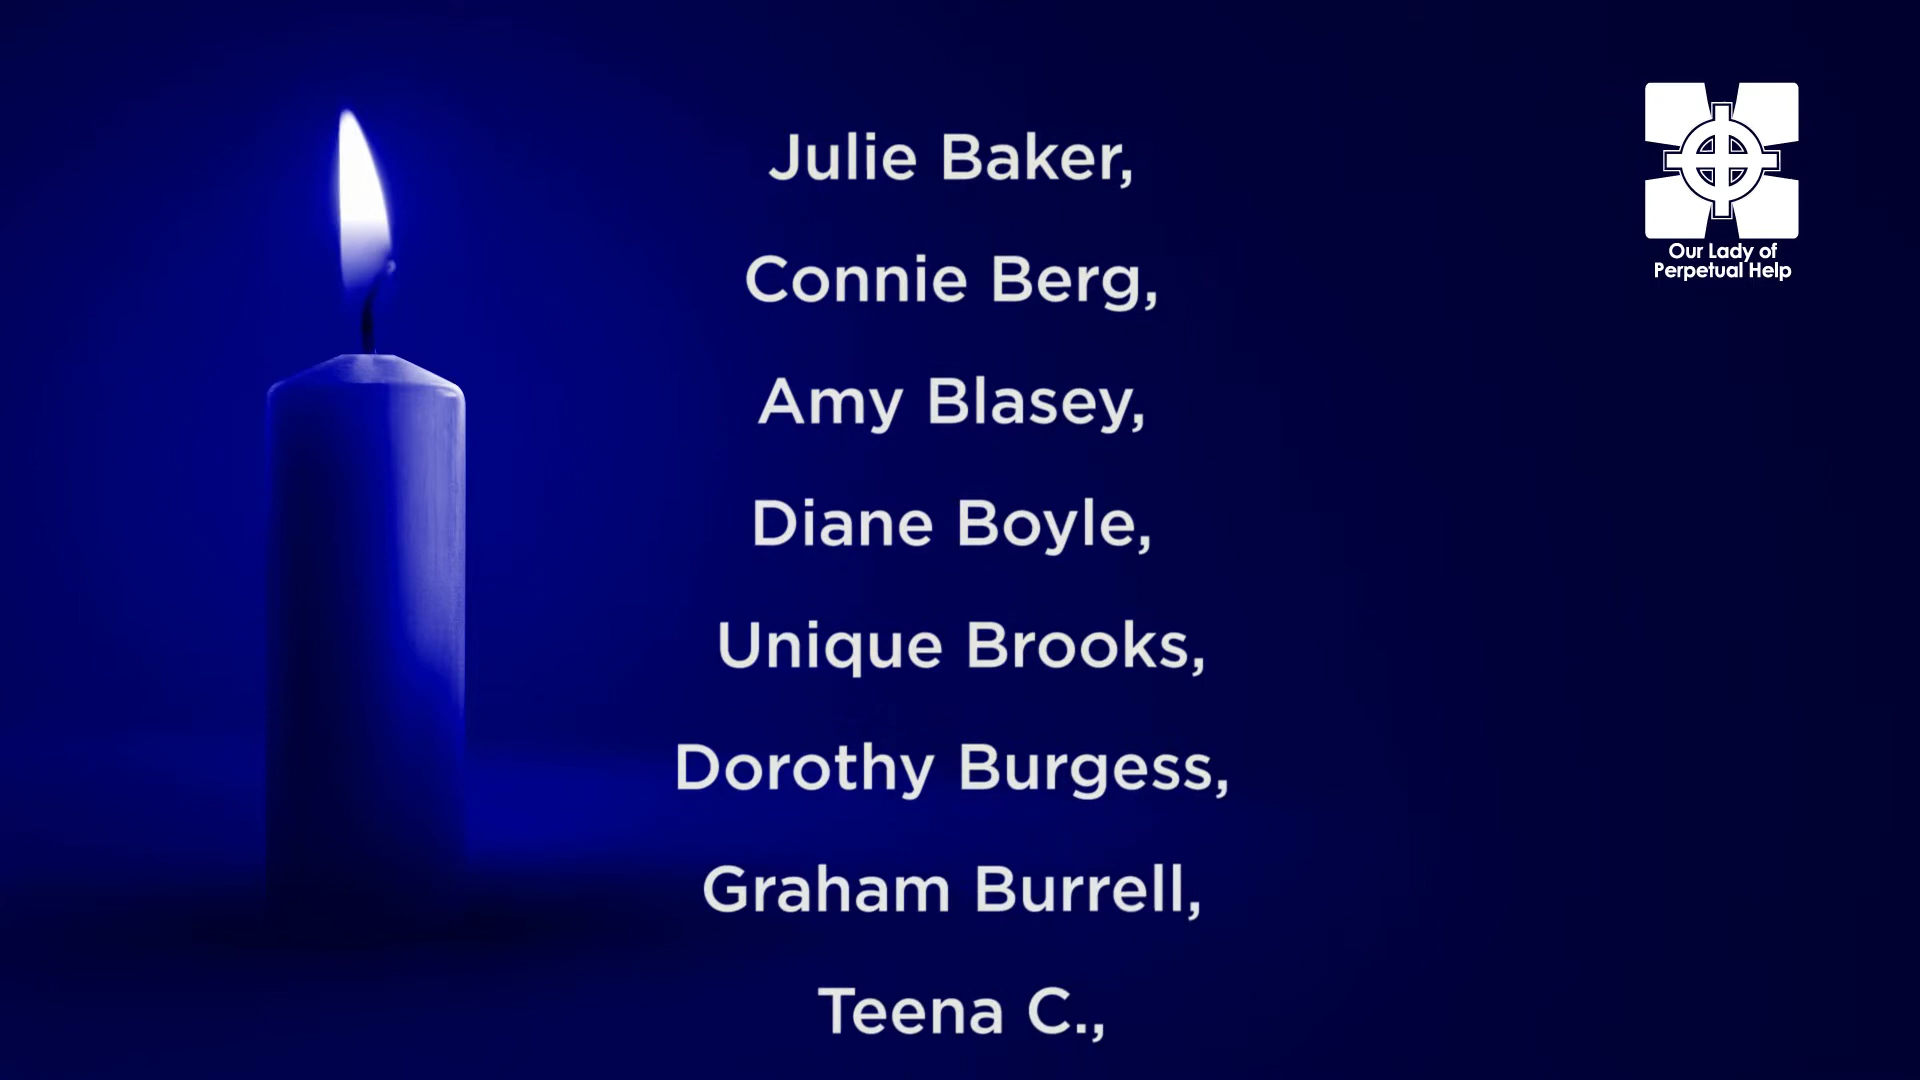 Julie Baker,
Connie Berg,
Amy Blasey,
Diane Boyle,
Unique Brooks,
Dorothy Burgess,
Graham Burrell,
Teena C.,
Our Lady of
Perpetual Help